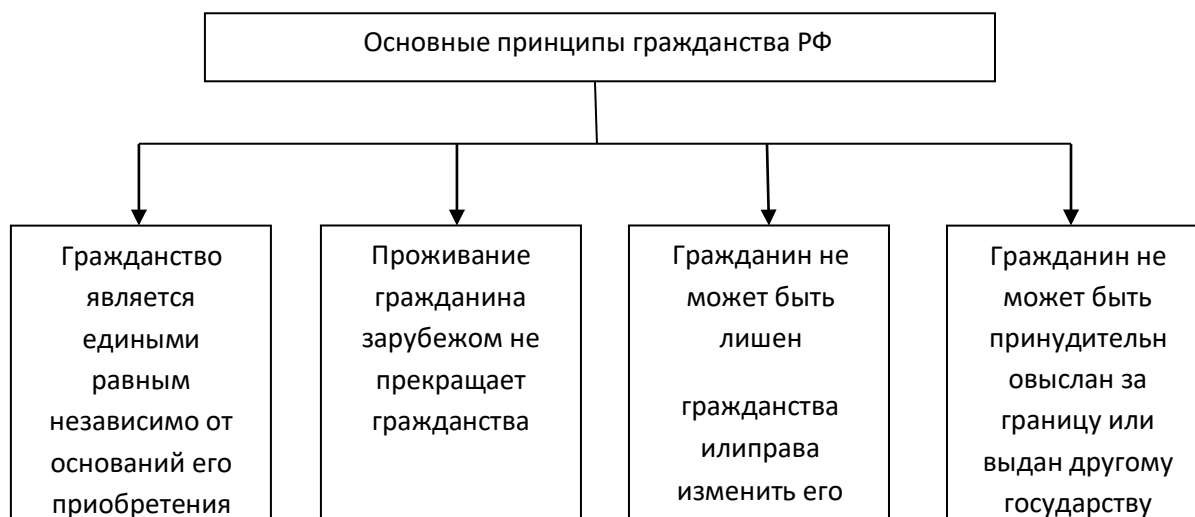 Основные принципы гражданства РФ
Гражданство
является
едиными
равным
независимо от
оснований его
приобретения
Проживание
гражданина
зарубежом не
прекращает
гражданства
Гражданин не
может быть
лишен
гражданства
илиправа
изменить его
Гражданин не
может быть
принудительн
овыслан за
границу или
выдан другому
государству